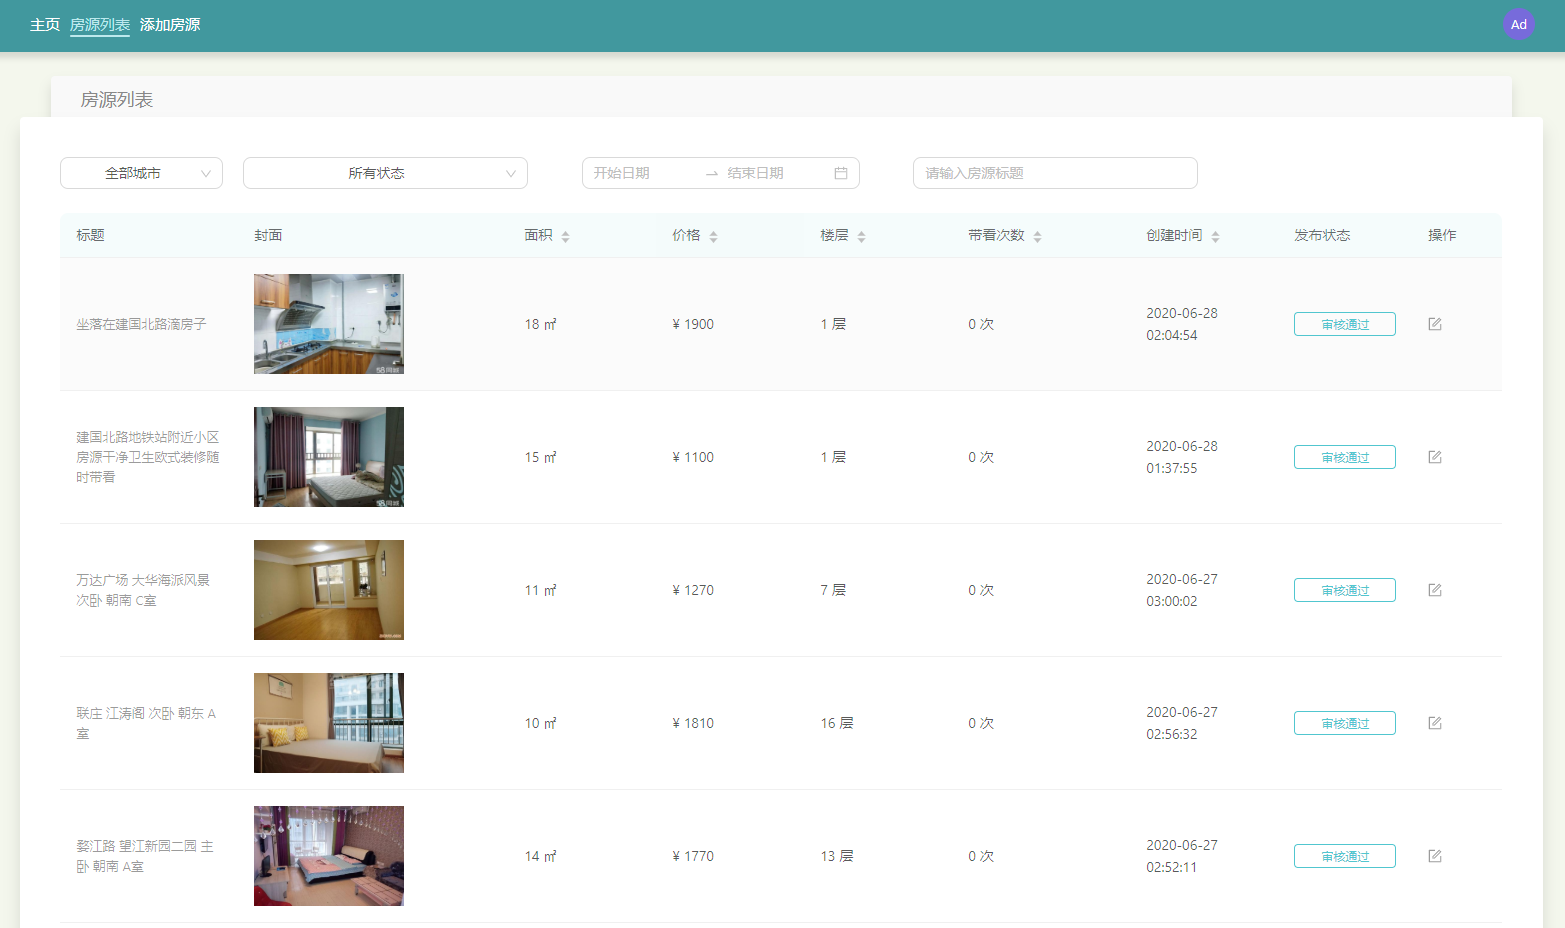 主页 房源列表 添加房源 Ad
房源列表
全部城市 所有状态 开始日期 结束日期 请输入房源标题
标题 封面 面积 价格 楼层 带看次数 创建时间 发布状态 操作
坐落在建国北路滴房子 18 ㎡ ¥ 1900 1 层 0 次 2020-06-28 审核通过
02:04:54
建国北路地铁站附近小区 2020-06-28
房源干净卫生欧式装修随 15 ㎡ ¥ 1100 1 层 0 次 审核通过
时带看 01:37:55
万达广场 大华海派风景 11 ㎡ ¥ 1270 7 层 0 次 2020-06-27 审核通过
次卧 朝南 C室 03:00:02
联庄 江涛阁 次卧 朝东 A 10 ㎡ ¥ 1810 16 层 0 次 2020-06-27 审核通过
室 02:56:32
婺江路 望江新园二园 主 14 ㎡ ¥ 1770 13 层 0 次 2020-06-27 审核通过
卧 朝南 A室 02:52:11